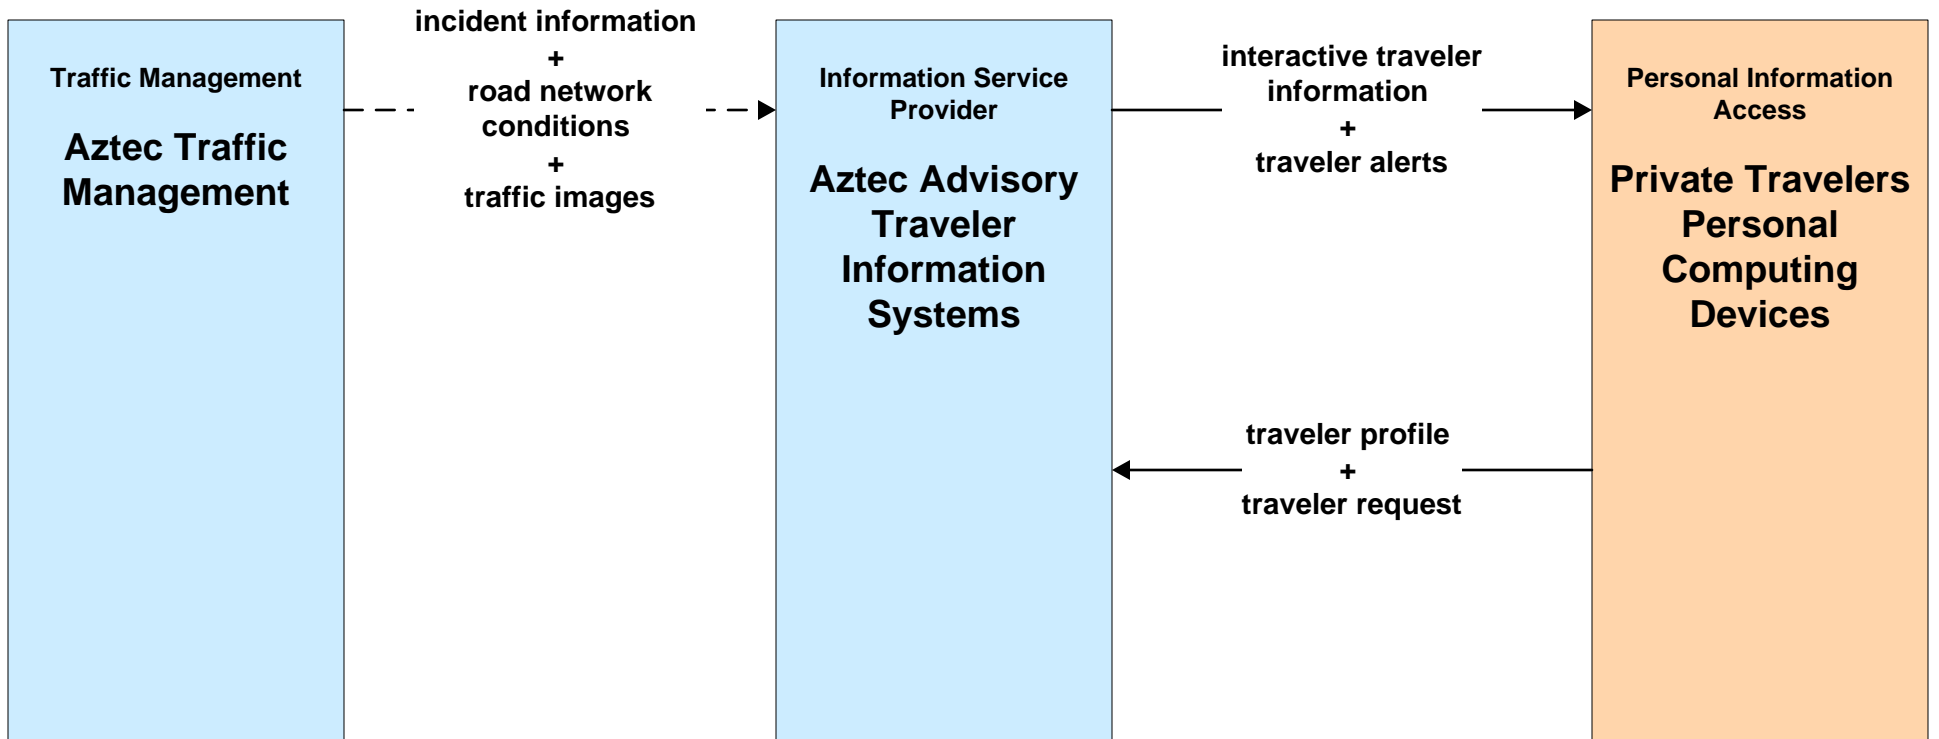 Traffic Management
Aztec Traffic
Management
incident information
+
road network
conditions
+
traffic images
Information Service
Provider
Aztec Advisory
Traveler
Information
Systems
interactive traveler
information
+
traveler alerts
Personal Information
Access
Private Travelers
Personal
Computing
Devices
traveler profile
+
traveler request